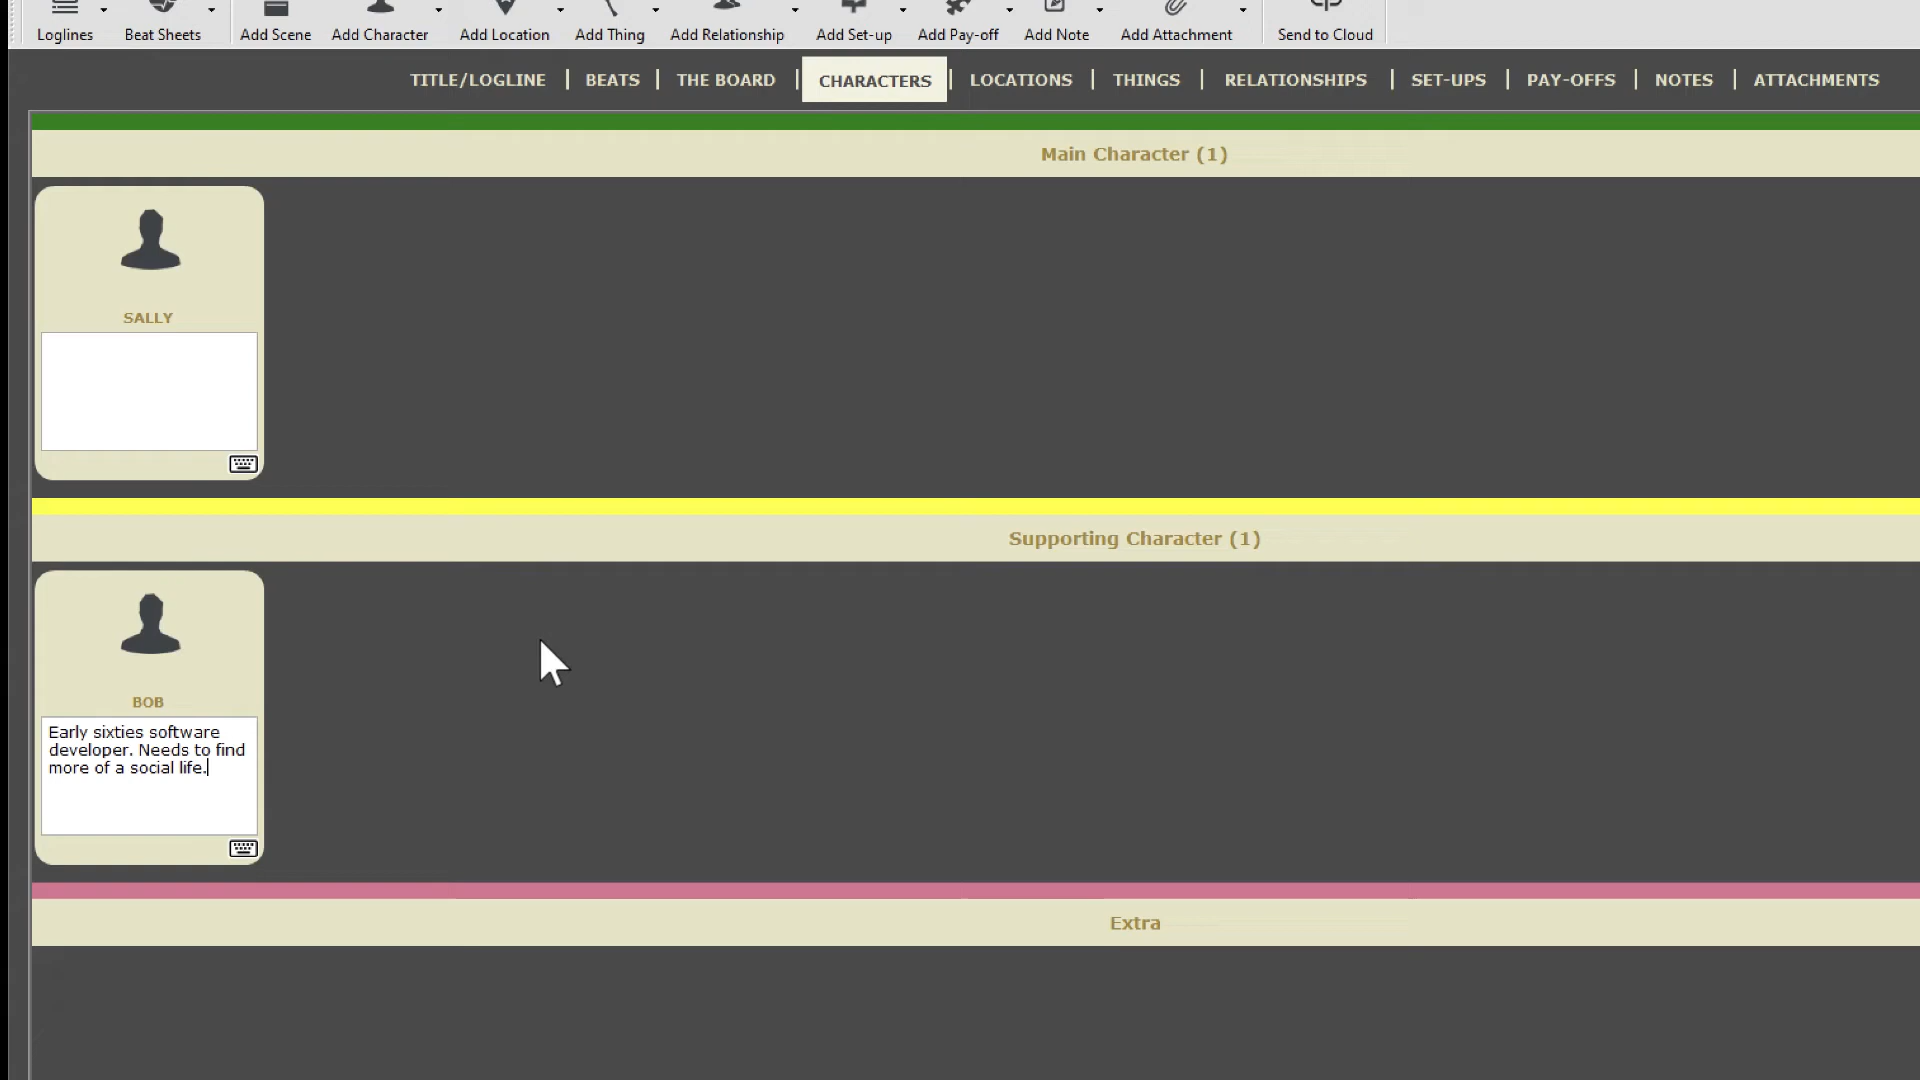 Loglines Beat Sheets Add Scene Add Character Add Location Add Thing Add Relationship Add Set-up Add Pay-off Add Note Add Attachment Send to Cloud
TITLE/LOGLINE | BEATS | THE BOARD | CHARACTERS | LOCATIONS | THINGS | RELATIONSHIPS | SET-UPS | PAY-OFFS | NOTES | ATTACHMENTS
Main Character (1)
SALLY
Supporting Character (1)
BOB
Early sixties software
developer. Needs to find
more of a social life.
Extra